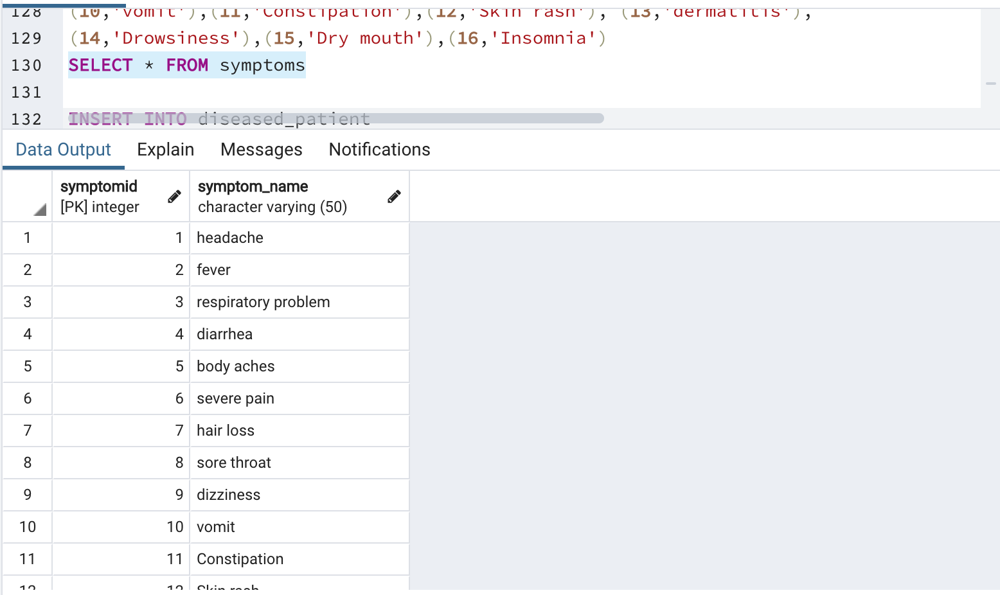 128 (10,'vomit'),(11,'Constipation'),(12,'Skin rash'), (13,'dermatitis'),
129 (14,'Drowsiness'),(15,'Dry mouth'),(16,'Insomnia')
130 SELECT * FROM symptoms
131
132 INSERT INTO diseased_patient
Data Output Explain Messages Notifications
symptomid symptom_name
[PK] integer character varying (50)
1 1 headache
2 2 fever
3 3 respiratory problem
4 4 diarrhea
5 5 body aches
6 6 severe pain
7 7 hair loss
8 8 sore throat
9 9 dizziness
10 10 vomit
11 11 Constipation
12 12 Skin rash